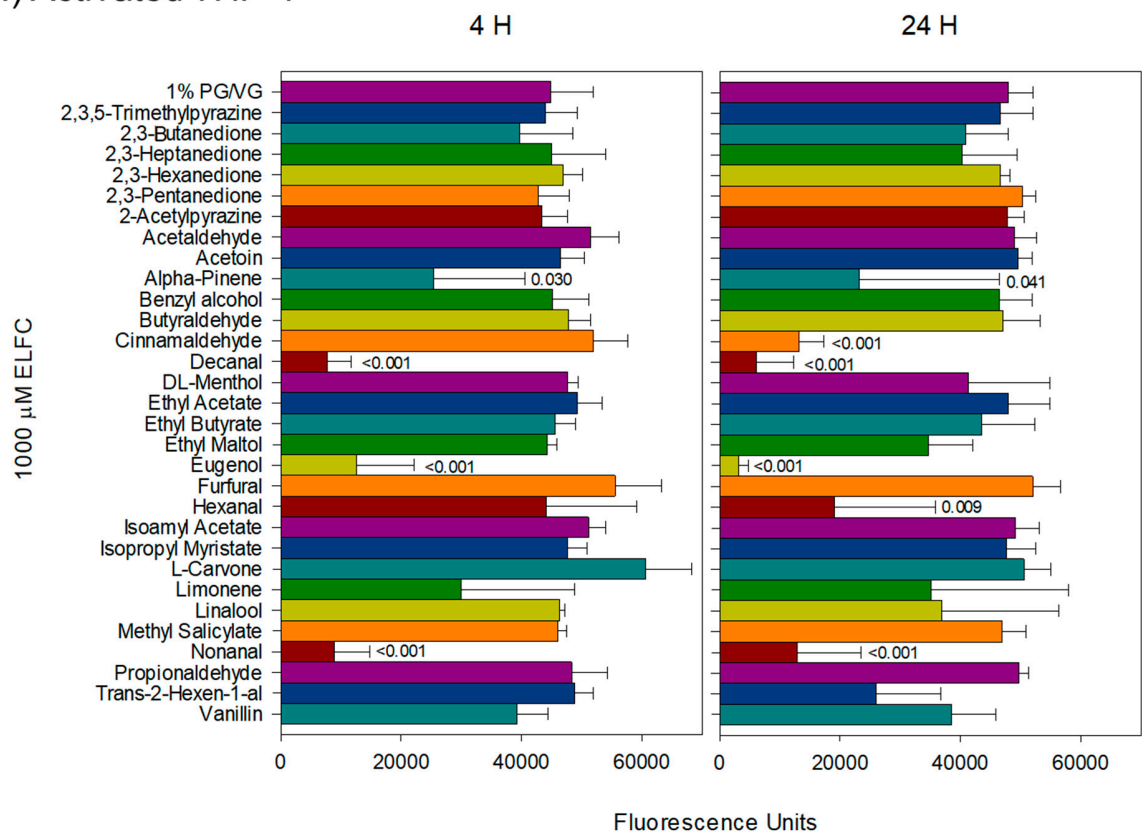 4 H
24 H
1% PG/VG
2,3,5-Trimethylpyrazine
2,3-Butanedione
2,3-Heptanedione
2,3-Hexanedione
2,3-Pentanedione
2-Acetylpyrazine
Acetaldehyde
Acetoin
Alpha-Pinene 0.030 0.041
Benzyl alcohol
Butyraldehyde
Cinnamaldehyde <0.001
Decanal <0.001 <0.001
DL-Menthol
Ethyl Acetate
Ethyl Butyrate
Ethyl Maltol
Eugenol <0.001 <0.001
Furfural
Hexanal 0.009
Isoamyl Acetate
Isopropyl Myristate
L-Carvone
Limonene
Linalool
Methyl Salicylate
Nonanal <0.001 <0.001
Propionaldehyde
Trans-2-Hexen-1-al
Vanillin
1000 μM ELFC
0 20000 40000 60000 0 20000 40000 60000
Fluorescence Units